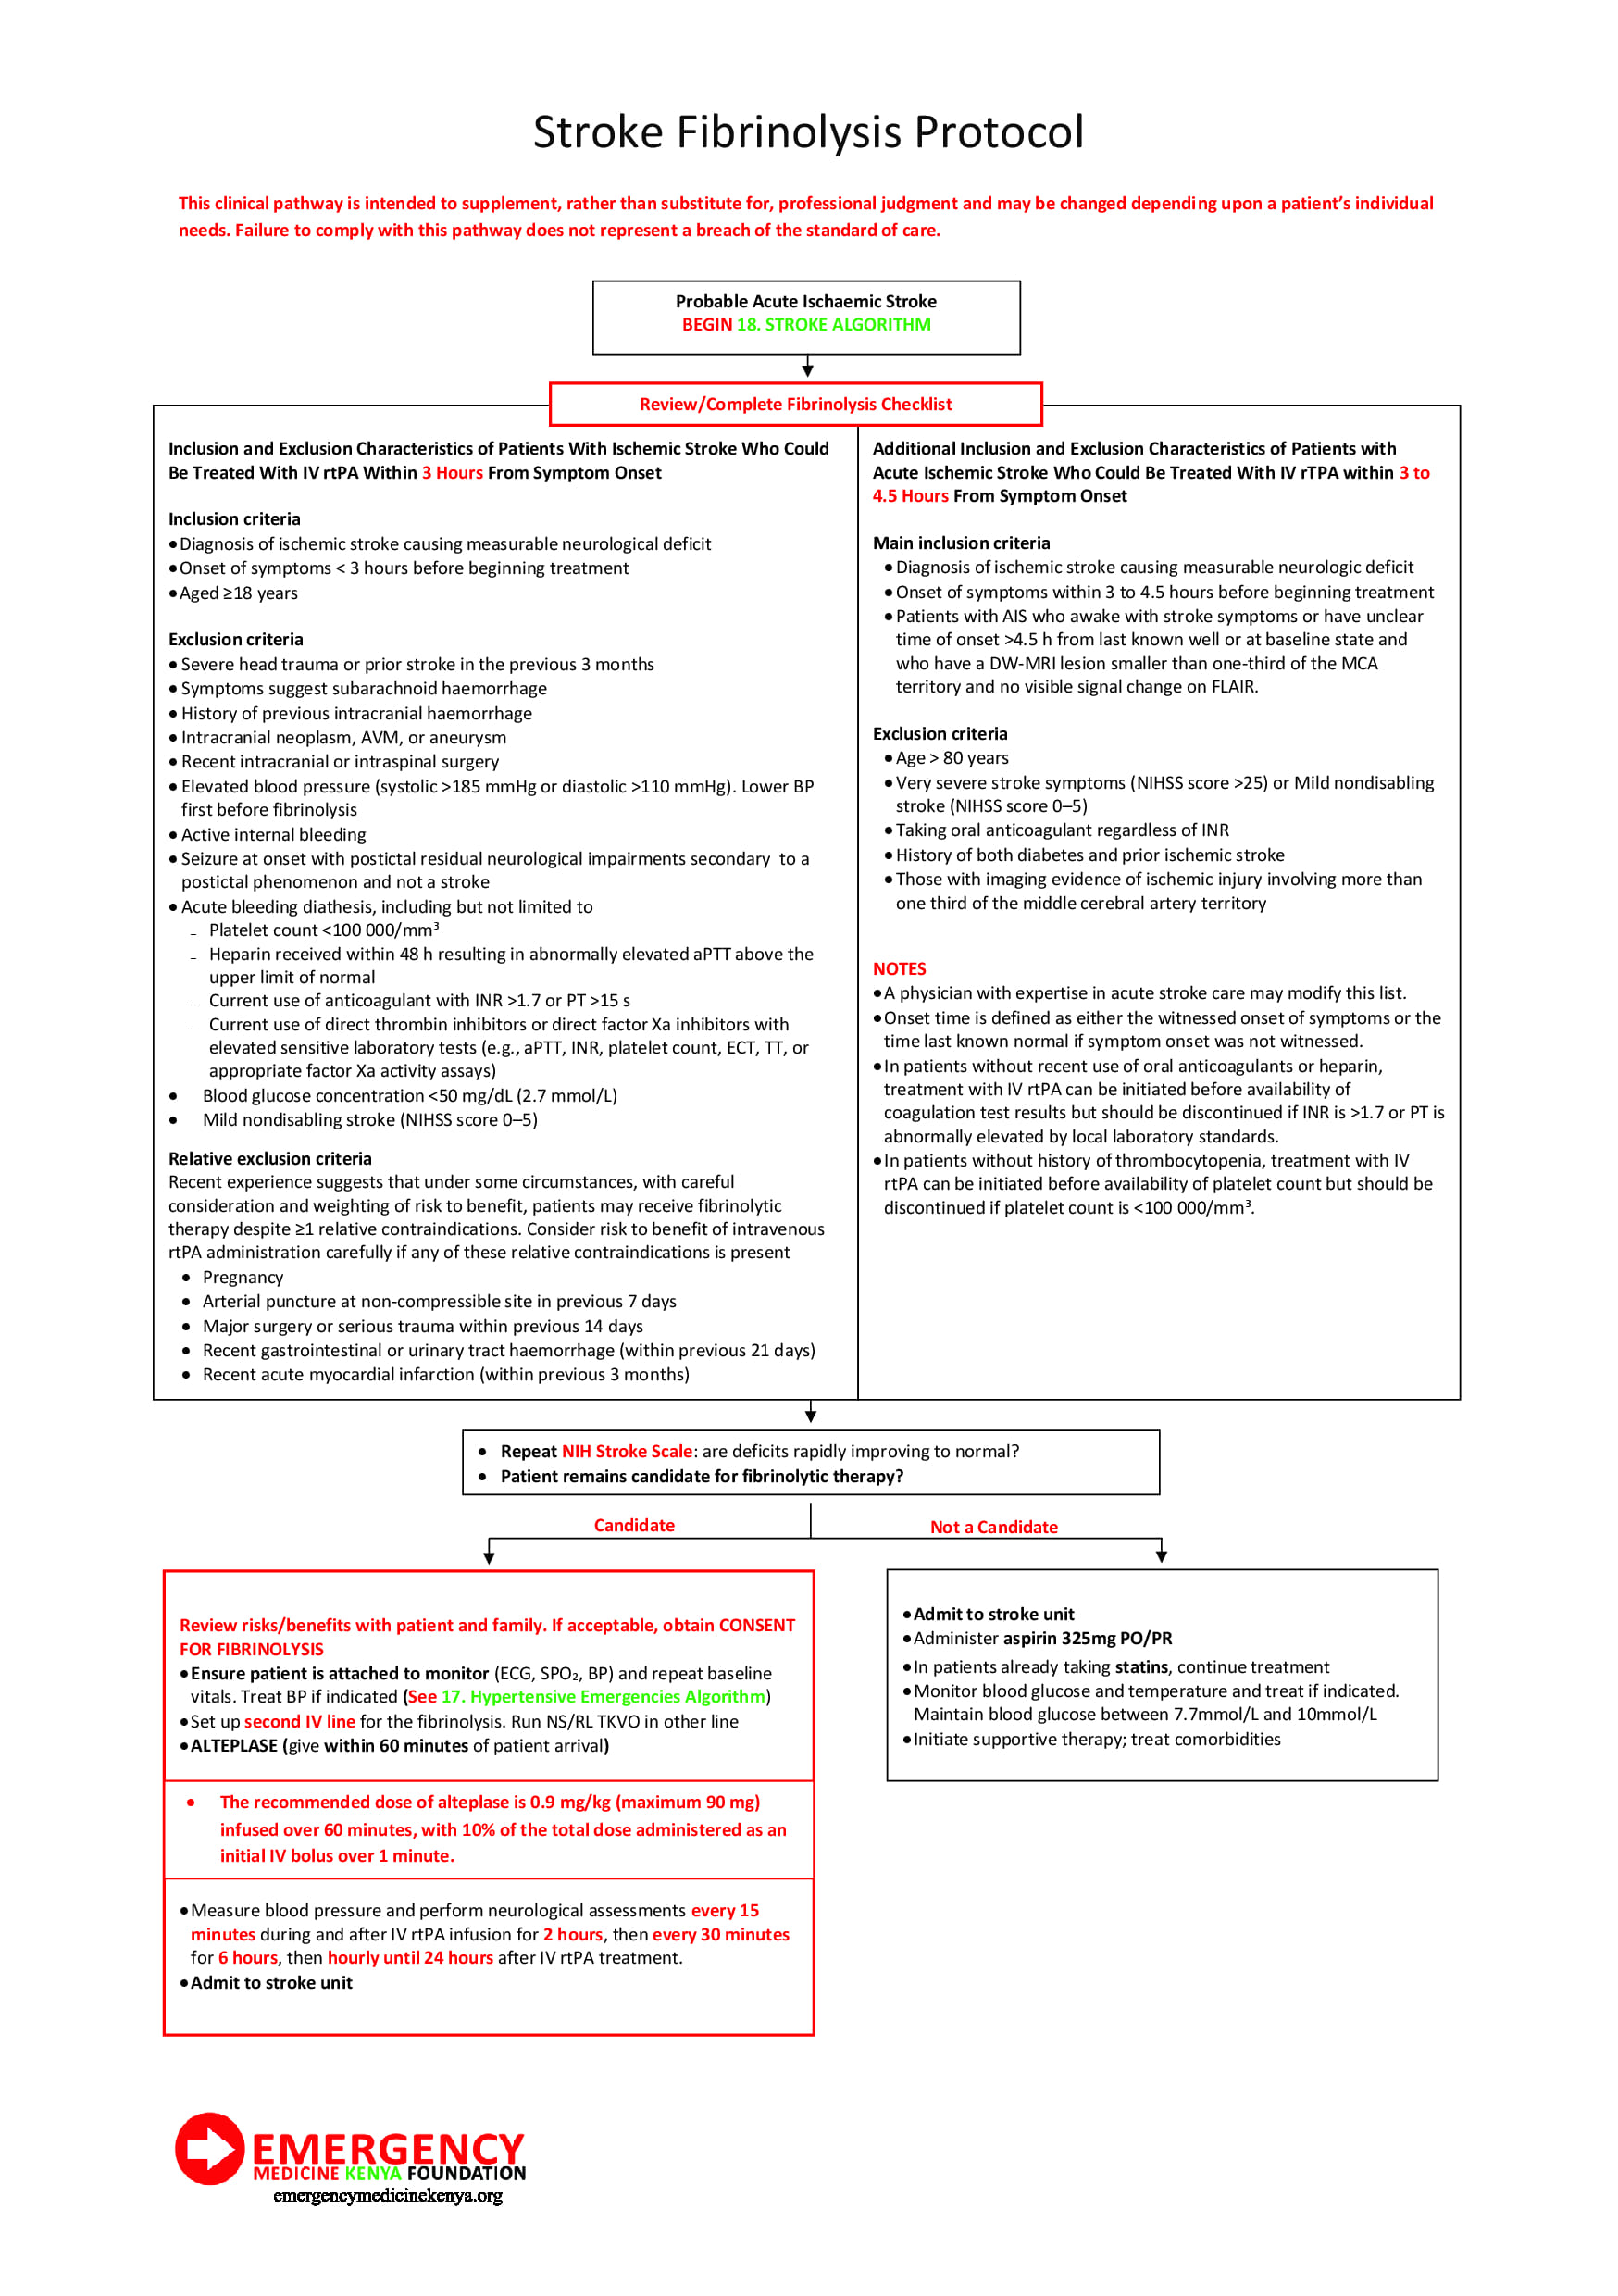 Stroke Fibrinolysis Protocol
This clinical pathway is intended to supplement, rather than substitute for, professional judgment and may be changed depending upon a patient's individual
needs. Failure to comply with this pathway does not represent a breach of the standard of care.
Probable Acute Ischaemic Stroke
BEGIN 18. STROKE ALGORITHM
Review/Complete Fibrinolysis Checklist
Inclusion and Exclusion Characteristics of Patients With Ischemic Stroke Who Could
Be Treated With IV rtPA Within 3 Hours From Symptom Onset
Inclusion criteria
• Diagnosis of ischemic stroke causing measurable neurological deficit
• Onset of symptoms < 3 hours before beginning treatment
• Aged ≥18 years
Exclusion criteria
• Severe head trauma or prior stroke in the previous 3 months
• Symptoms suggest subarachnoid haemorrhage
• History of previous intracranial haemorrhage
• Intracranial neoplasm, AVM, or aneurysm
• Recent intracranial or intraspinal surgery
• Elevated blood pressure (systolic >185 mmHg or diastolic >110 mmHg). Lower BP
first before fibrinolysis
• Active internal bleeding
• Seizure at onset with postictal residual neurological impairments secondary to a
postictal phenomenon and not a stroke
• Acute bleeding diathesis, including but not limited to
– Platelet count <100 000/mm³
– Heparin received within 48 h resulting in abnormally elevated aPTT above the
upper limit of normal
– Current use of anticoagulant with INR >1.7 or PT >15 s
– Current use of direct thrombin inhibitors or direct factor Xa inhibitors with
elevated sensitive laboratory tests (e.g., aPTT, INR, platelet count, ECT, TT, or
appropriate factor Xa activity assays)
• Blood glucose concentration <50 mg/dL (2.7 mmol/L)
• Mild nondisabling stroke (NIHSS score 0–5)
Relative exclusion criteria
Recent experience suggests that under some circumstances, with careful
consideration and weighting of risk to benefit, patients may receive fibrinolytic
therapy despite ≥1 relative contraindications. Consider risk to benefit of intravenous
rtPA administration carefully if any of these relative contraindications is present
• Pregnancy
• Arterial puncture at non-compressible site in previous 7 days
• Major surgery or serious trauma within previous 14 days
• Recent gastrointestinal or urinary tract haemorrhage (within previous 21 days)
• Recent acute myocardial infarction (within previous 3 months)
Additional Inclusion and Exclusion Characteristics of Patients with
Acute Ischemic Stroke Who Could Be Treated With IV rTPA within 3 to
4.5 Hours From Symptom Onset
Main inclusion criteria
• Diagnosis of ischemic stroke causing measurable neurologic deficit
• Onset of symptoms within 3 to 4.5 hours before beginning treatment
• Patients with AIS who awake with stroke symptoms or have unclear
time of onset >4.5 h from last known well or at baseline state and
who have a DW-MRI lesion smaller than one-third of the MCA
territory and no visible signal change on FLAIR.
Exclusion criteria
• Age > 80 years
• Very severe stroke symptoms (NIHSS score >25) or Mild nondisabling
stroke (NIHSS score 0–5)
• Taking oral anticoagulant regardless of INR
• History of both diabetes and prior ischemic stroke
• Those with imaging evidence of ischemic injury involving more than
one third of the middle cerebral artery territory
NOTES
• A physician with expertise in acute stroke care may modify this list.
• Onset time is defined as either the witnessed onset of symptoms or the
time last known normal if symptom onset was not witnessed.
• In patients without recent use of oral anticoagulants or heparin,
treatment with IV rtPA can be initiated before availability of
coagulation test results but should be discontinued if INR is >1.7 or PT is
abnormally elevated by local laboratory standards.
• In patients without history of thrombocytopenia, treatment with IV
rtPA can be initiated before availability of platelet count but should be
discontinued if platelet count is <100 000/mm³.
• Repeat NIH Stroke Scale: are deficits rapidly improving to normal?
• Patient remains candidate for fibrinolytic therapy?
Candidate
Not a Candidate
Review risks/benefits with patient and family. If acceptable, obtain CONSENT
FOR FIBRINOLYSIS
• Ensure patient is attached to monitor (ECG, SPO₂, BP) and repeat baseline
vitals. Treat BP if indicated (See 17. Hypertensive Emergencies Algorithm)
• Set up second IV line for the fibrinolysis. Run NS/RL TKVO in other line
• ALTEPLASE (give within 60 minutes of patient arrival)
• The recommended dose of alteplase is 0.9 mg/kg (maximum 90 mg)
infused over 60 minutes, with 10% of the total dose administered as an
initial IV bolus over 1 minute.
• Measure blood pressure and perform neurological assessments every 15
minutes during and after IV rtPA infusion for 2 hours, then every 30 minutes
for 6 hours, then hourly until 24 hours after IV rtPA treatment.
• Admit to stroke unit
• Admit to stroke unit
• Administer aspirin 325mg PO/PR
• In patients already taking statins, continue treatment
• Monitor blood glucose and temperature and treat if indicated.
Maintain blood glucose between 7.7mmol/L and 10mmol/L
• Initiate supportive therapy; treat comorbidities
EMERGENCY
MEDICINE KENYA FOUNDATION
emergencymedicinekenya.org